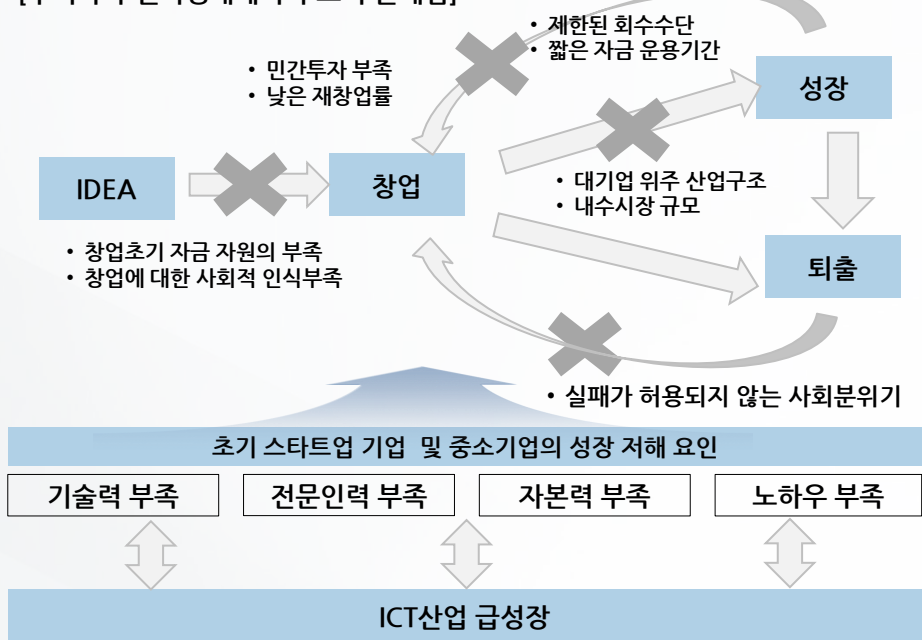 • 제한된 회수수단
• 짧은 자금 운용기간
• 민간투자 부족
• 낮은 재창업률
성장
IDEA
창업
• 대기업 위주 산업구조
• 내수시장 규모
• 창업초기 자금 자원의 부족
• 창업에 대한 사회적 인식부족
퇴출
• 실패가 허용되지 않는 사회분위기
초기 스타트업 기업 및 중소기업의 성장 저해 요인
기술력 부족
전문인력 부족
자본력 부족
노하우 부족
ICT산업 급성장